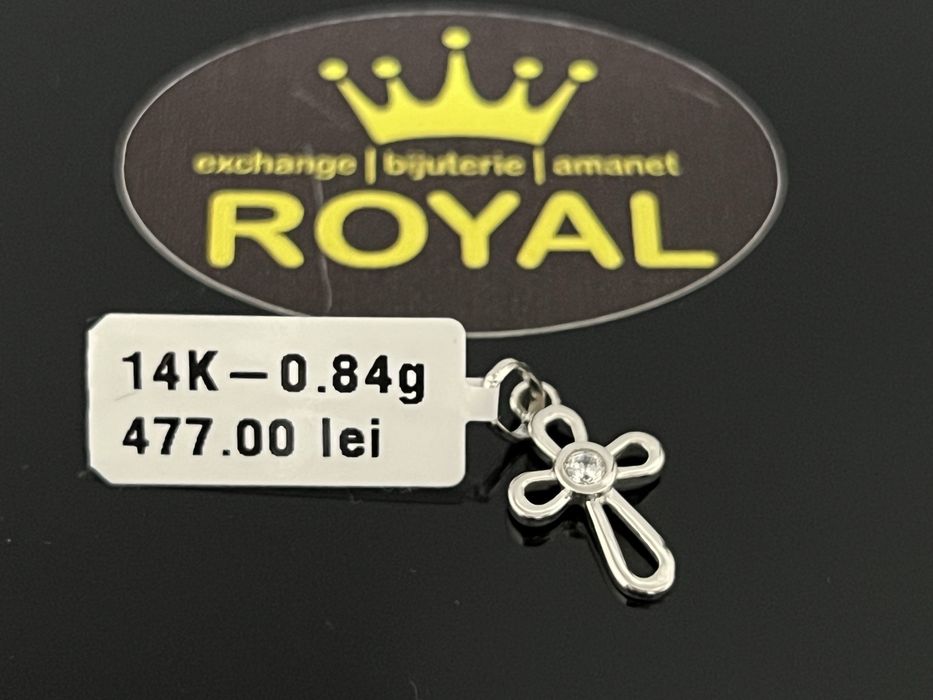 exchange | bijuterie | amanet
ROYAL
14K—0.84g
477.00 lei